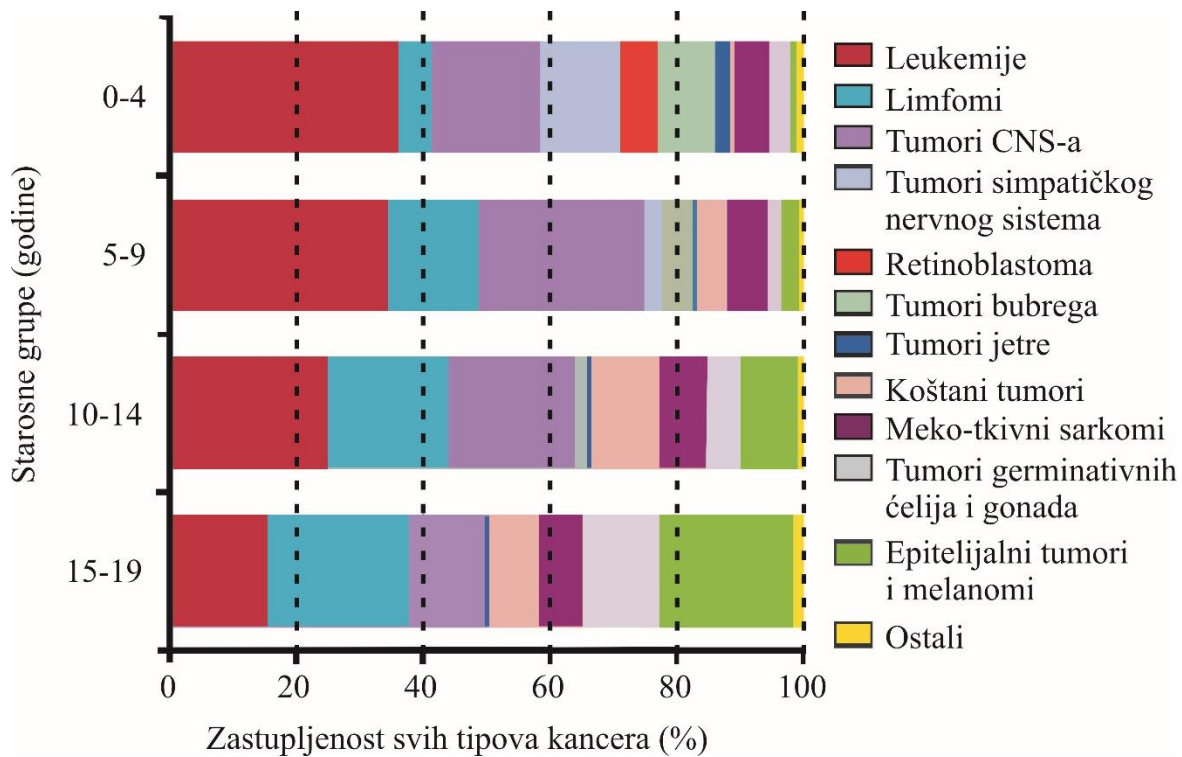 Starosne grupe (godine)
0-4
5-9
10-14
15-19
0 20 40 60 80 100
Zastupljenost svih tipova kancera (%)
Leukemije
Limfomi
Tumori CNS-a
Tumori simpatičkog
nervnog sistema
Retinoblastoma
Tumori bubrega
Tumori jetre
Koštani tumori
Meko-tkivni sarkomi
Tumori germinativnih
ćelija i gonada
Epitelijalni tumori
i melanomi
Ostali